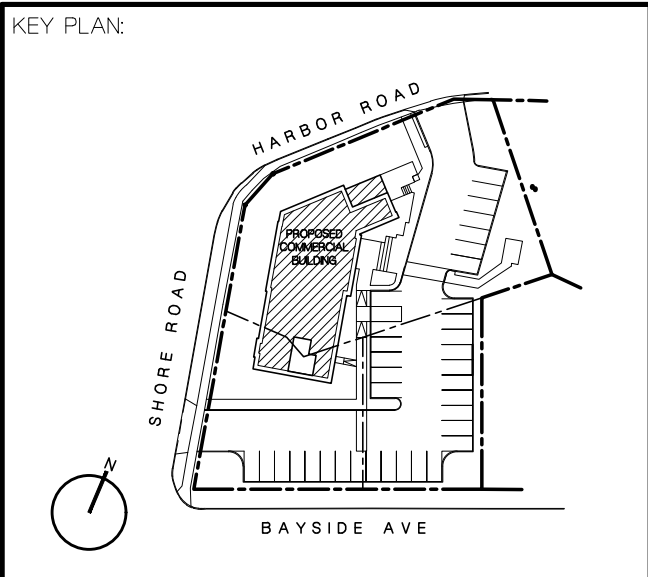 KEY PLAN:
HARBOR ROAD
PROPOSED
COMMERCIAL
BUILDING
SHORE ROAD
N
BAYSIDE AVE